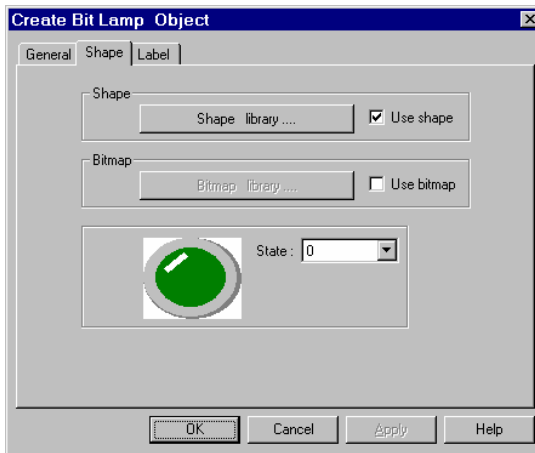 Create Bit Lamp Object
General Shape Label
Shape
Shape library ....
Use shape
Bitmap
Bitmap library ....
Use bitmap
State : 0
OK Cancel Apply Help